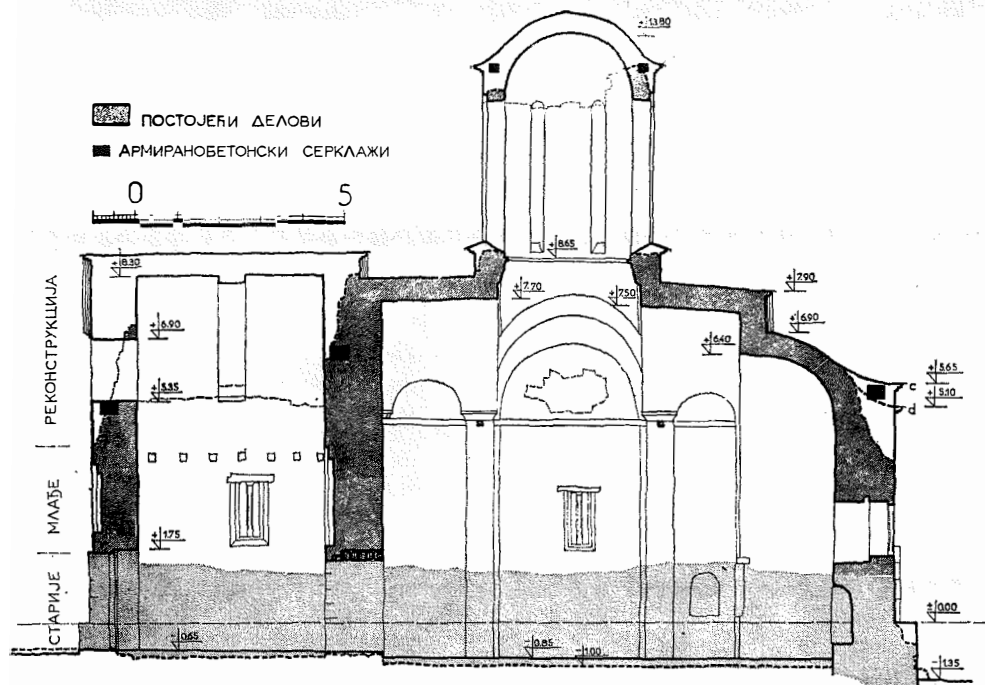 +13.80
ПОСТОЈЕЋИ ДЕЛОВИ
АРМИРАНОБЕТОНСКИ СЕРКЛАЖИ
0 5
+8.65
+8.30
+7.90
+7.70
+7.50
+6.90
+6.90
+6.40
+5.65
c
+5.35
+5.10
d
РЕКОНСТРУКЦИЈА
МЛАЂЕ
СТАРИЈЕ
+1.75
±0.00
-0.65
-0.85
-1.00
-1.35